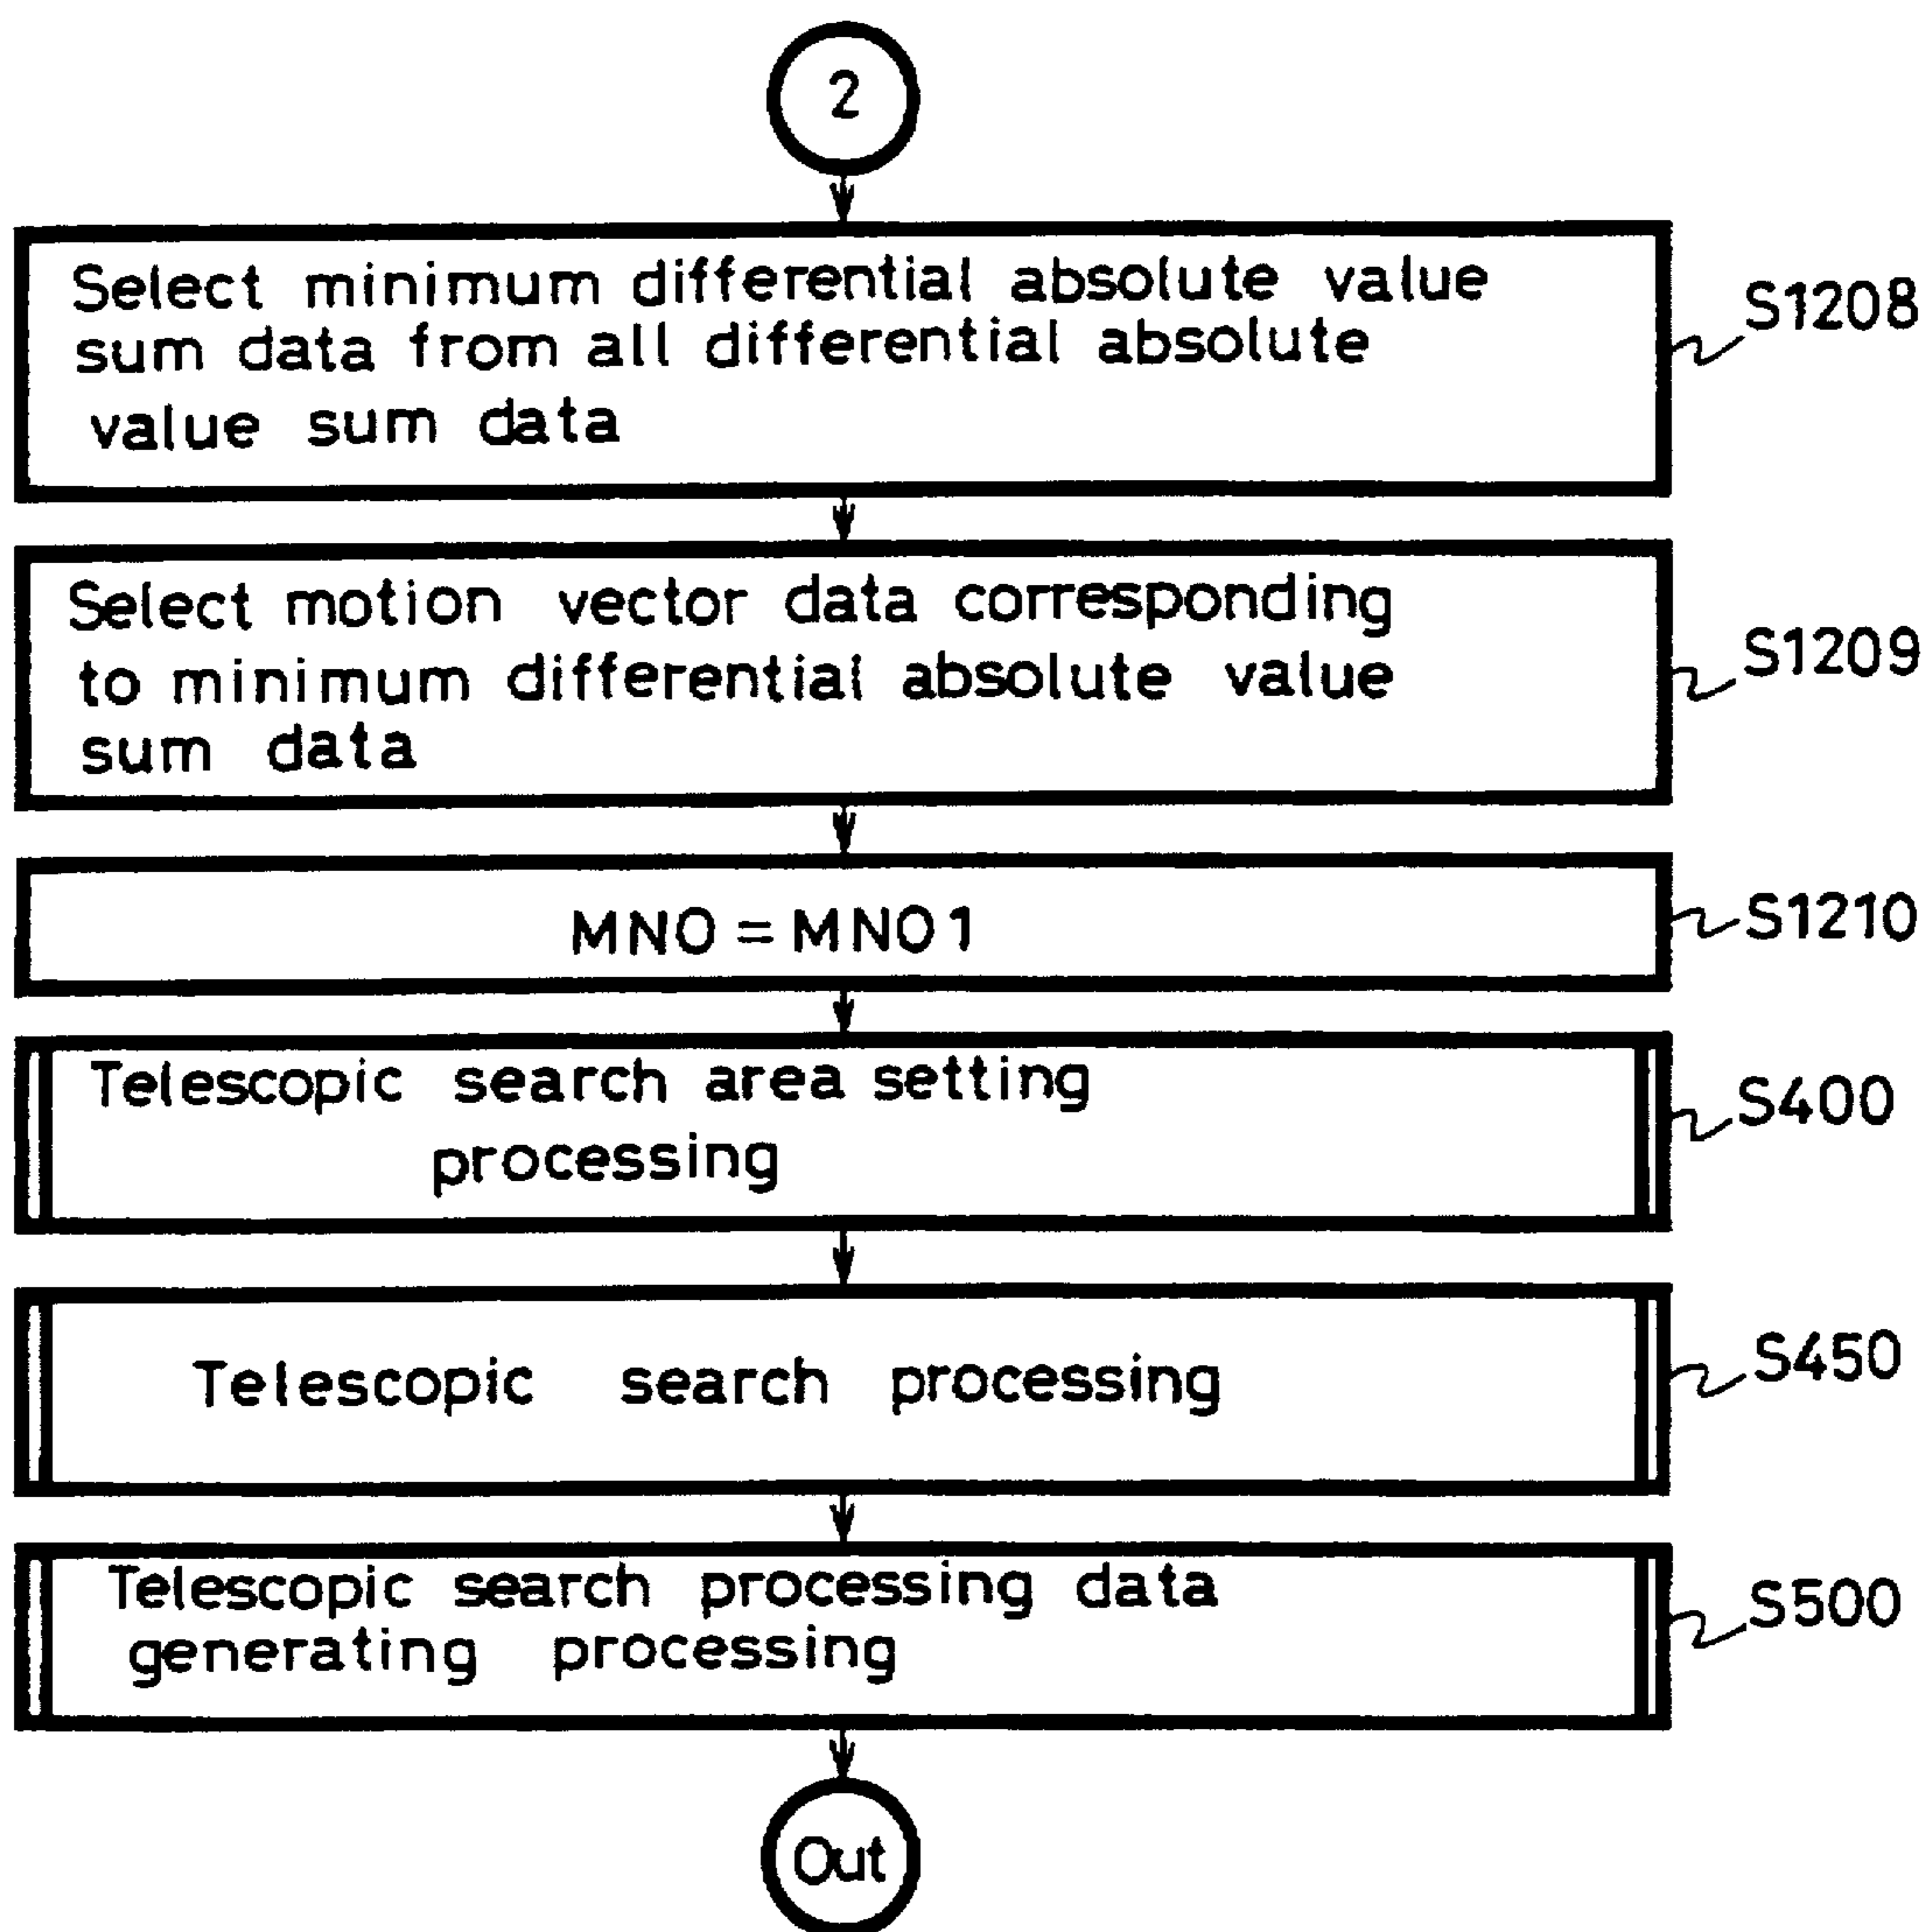 2
Select minimum differential absolute value
sum data from all differential absolute
value sum data
S1208
Select motion vector data corresponding
to minimum differential absolute value
sum data
S1209
MNO = MNO1
S1210
Telescopic search area setting
processing
S400
Telescopic search processing
S450
Telescopic search processing data
generating processing
S500
Out